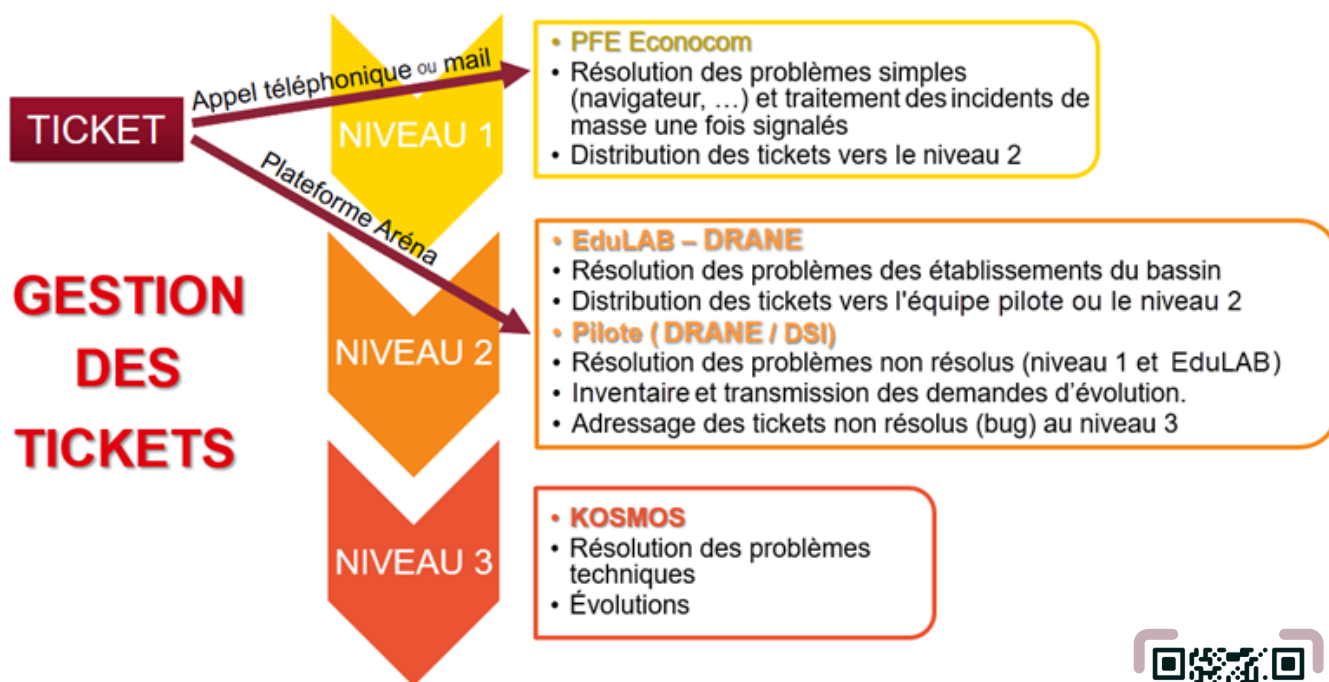 TICKET
Appel téléphonique ou mail
Plateforme Aréna
GESTION
DES
TICKETS
NIVEAU 1
• PFE Econocom
• Résolution des problèmes simples
(navigateur, …) et traitement des incidents de
masse une fois signalés
• Distribution des tickets vers le niveau 2
NIVEAU 2
• EduLAB – DRANE
• Résolution des problèmes des établissements du bassin
• Distribution des tickets vers l'équipe pilote ou le niveau 2
• Pilote ( DRANE / DSI)
• Résolution des problèmes non résolus (niveau 1 et EduLAB)
• Inventaire et transmission des demandes d’évolution.
• Adressage des tickets non résolus (bug) au niveau 3
NIVEAU 3
• KOSMOS
• Résolution des problèmes
techniques
• Évolutions